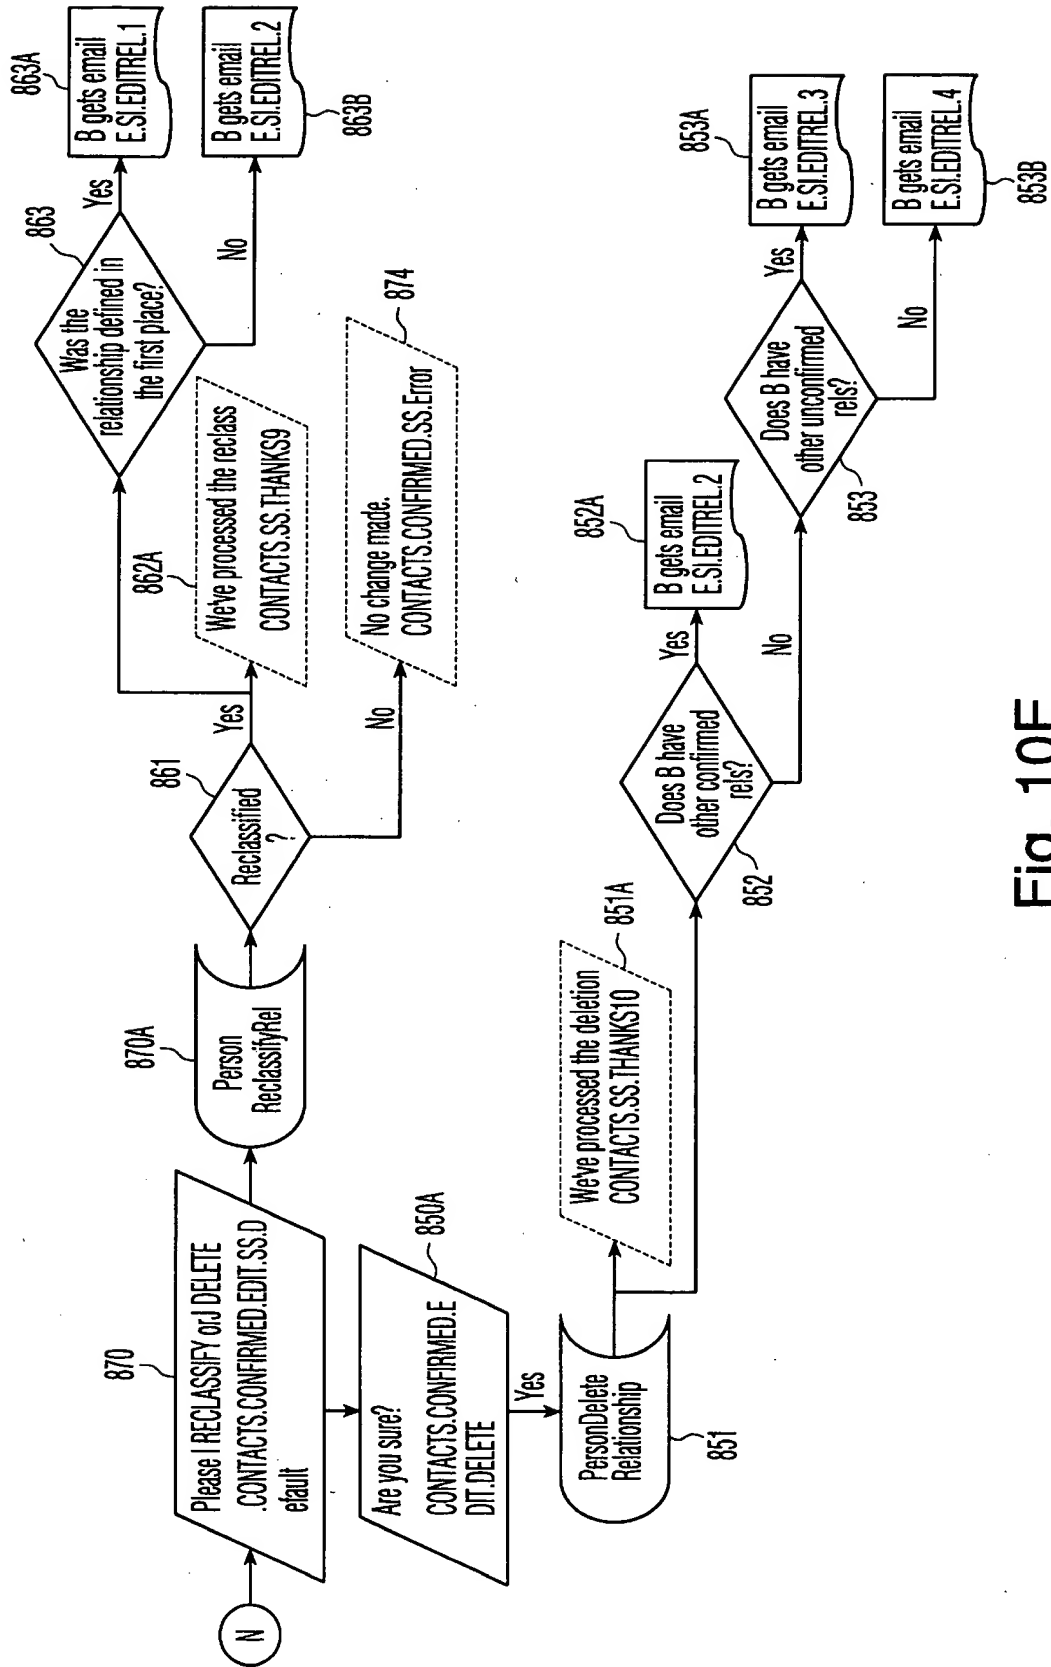 N
870
Please I RECLASSIFY or J DELETE
.CONTACTS.CONFIRMED.EDIT.SS.D
efault
870A
Person
ReclassifyRel
861
Reclassified
?
Yes
No
862A
We've processed the reclass
CONTACTS.SS.THANKS9
874
No change made.
CONTACTS.CONFIRMED.SS.Error
863
Was the
relationship defined in
the first place?
Yes
No
863A
B gets email
E.SI.EDITREL.1
B gets email
E.SI.EDITREL.2
863B
850A
Are you sure?
CONTACTS.CONFIRMED.E
DIT.DELETE
Yes
PersonDelete
Relationship
851
851A
We've processed the deletion
CONTACTS.SS.THANKS10
Does B have
other confirmed
rels?
852
Yes
No
852A
B gets email
E.SI.EDITREL.2
Does B have
other unconfirmed
rels?
853
Yes
No
853A
B gets email
E.SI.EDITREL.3
B gets email
E.SI.EDITREL.4
853B
Fig. 10F